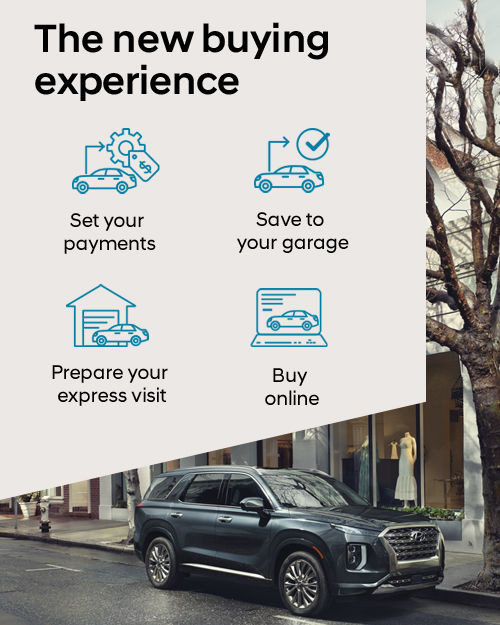 The new buying
experience
Set your
payments
Save to
your garage
Prepare your
express visit
Buy
online